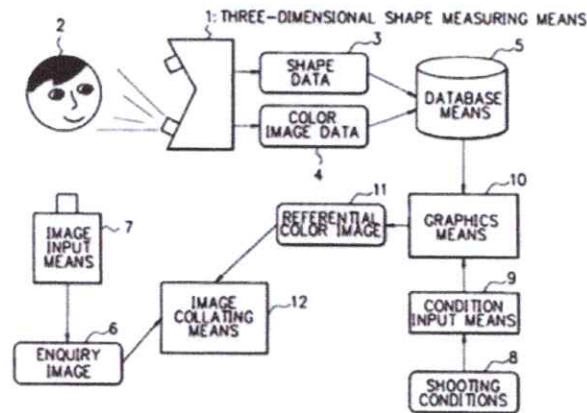 1: THREE-DIMENSIONAL SHAPE MEASURING MEANS
2
3
5
SHAPE
DATA
DATABASE
MEANS
COLOR
IMAGE DATA
4
11
10
7
IMAGE
INPUT
MEANS
REFERENTIAL
COLOR IMAGE
GRAPHICS
MEANS
9
IMAGE
COLLATING
MEANS
12
CONDITION
INPUT MEANS
6
ENQUIRY
IMAGE
8
SHOOTING
CONDITIONS